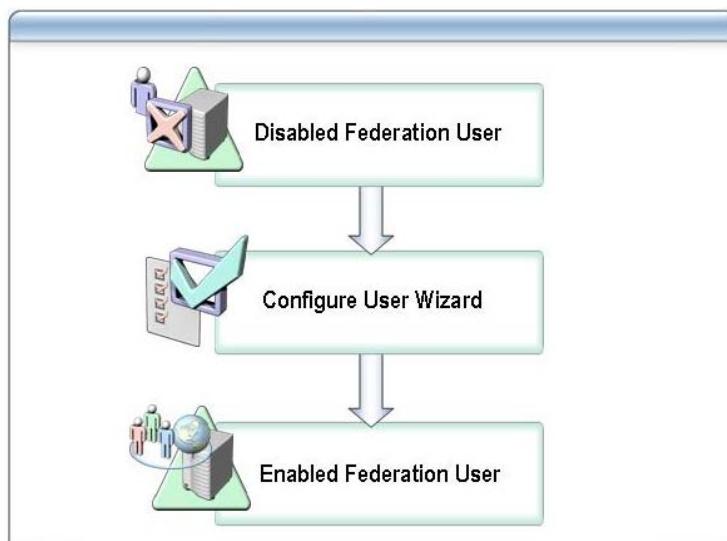 Disabled Federation User
Configure User Wizard
Enabled Federation User